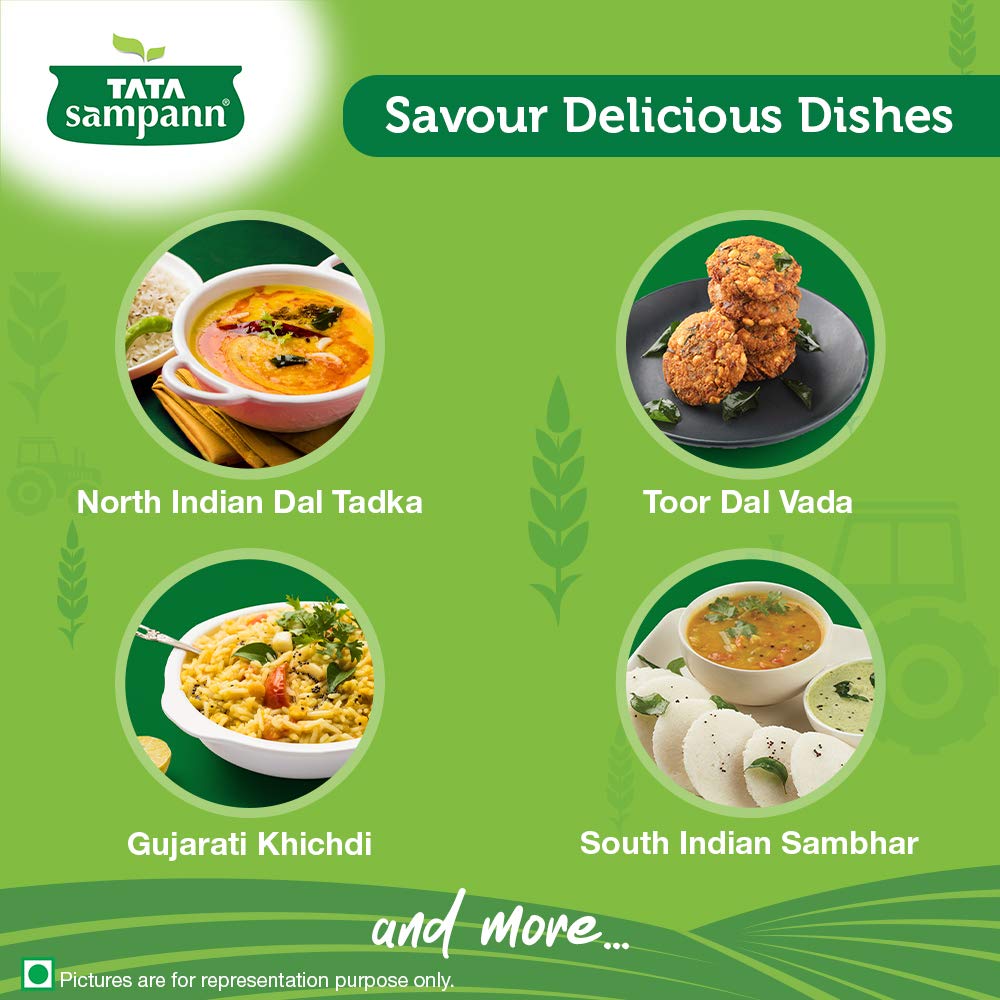 TATA
sampann®
Savour Delicious Dishes
North Indian Dal Tadka
Toor Dal Vada
Gujarati Khichdi
South Indian Sambhar
and more...
Pictures are for representation purpose only.